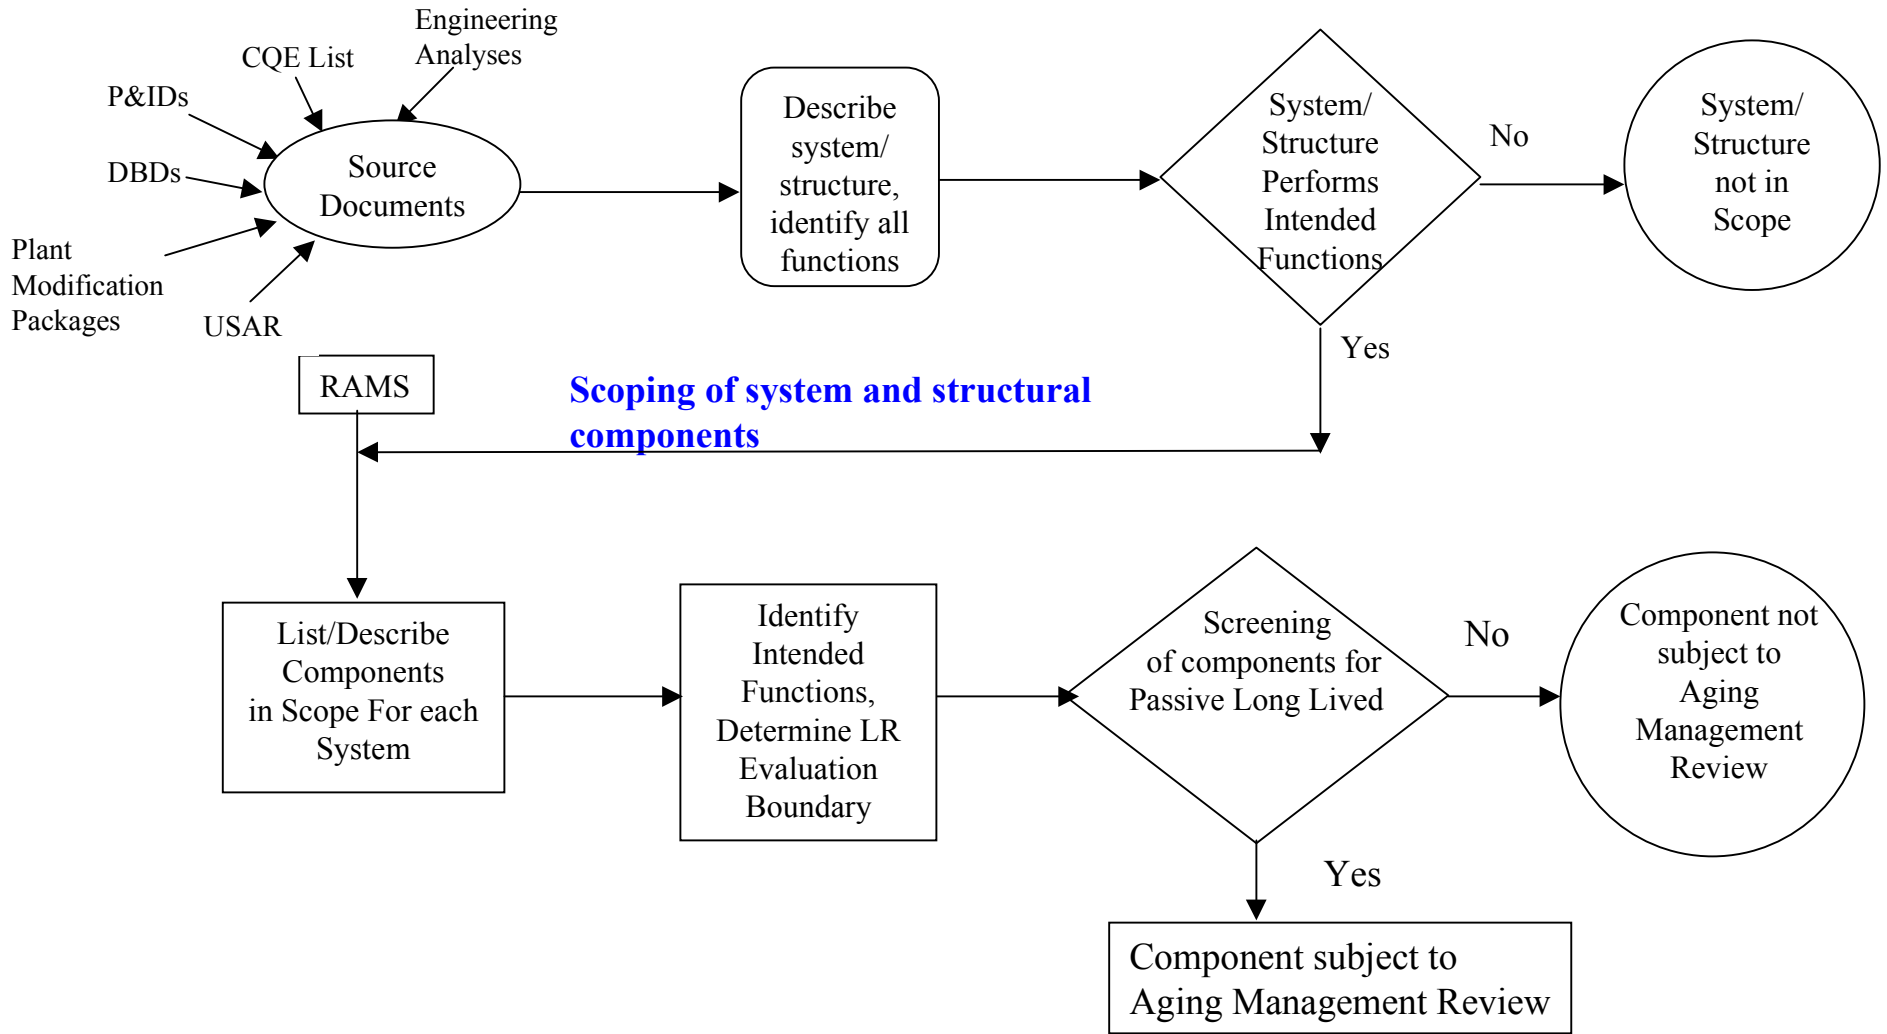 Engineering
Analyses
CQE List
P&IDs
DBDs
Plant
Modification
Packages
USAR
Source
Documents
Describe
system/
structure,
identify all
functions
System/
Structure
Performs
Intended
Functions
No
System/
Structure
not in
Scope
Yes
RAMS
Scoping of system and structural
components
List/Describe
Components
in Scope For each
System
Identify
Intended
Functions,
Determine LR
Evaluation
Boundary
Screening
of components for
Passive Long Lived
No
Component not
subject to
Aging
Management
Review
Yes
Component subject to
Aging Management Review